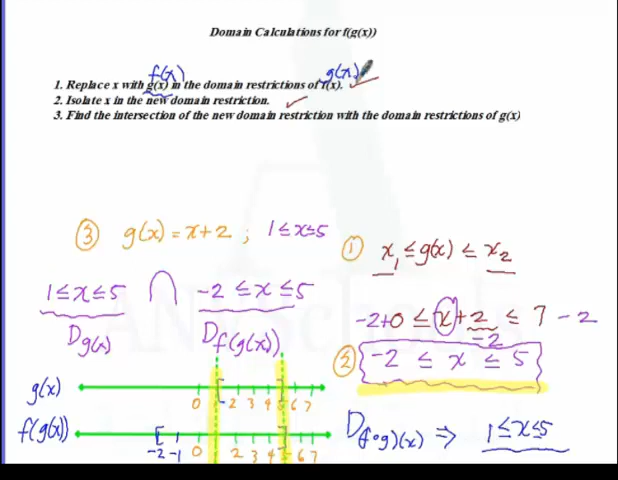 Domain Calculations for f(g(x))
f(x) g(x)
1. Replace x with g(x) in the domain restrictions of f(x).
2. Isolate x in the new domain restriction.
3. Find the intersection of the new domain restriction with the domain restrictions of g(x)
③ g(x) = x+2 ; 1 ≤ x ≤ 5
① x₁ ≤ g(x) ≤ x₂
1 ≤ x ≤ 5 ∩ -2 ≤ x ≤ 5
-2+0 ≤ x+2 ≤ 7 -2
-2
D g(x) D f(g(x))
② -2 ≤ x ≤ 5
g(x)
0 2 3 4 5 6 7
f(g(x))
-2 -1 0 2 3 4 5 6 7
D(f∘g)(x) ⇒ 1 ≤ x ≤ 5